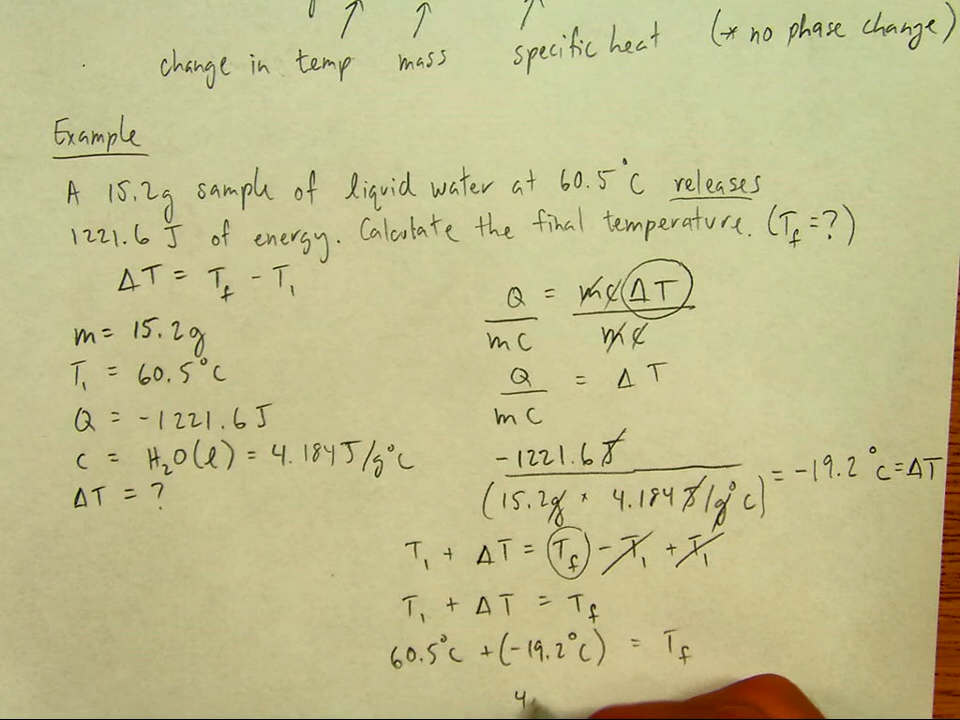 change in temp mass specific heat (* no phase change)
Example
A 15.2g sample of liquid water at 60.5°C releases
1221.6 J of energy. Calculate the final temperature. (Tf = ?)
ΔT = Tf - T1
Q = mcΔT
mC mc
m = 15.2g
T1 = 60.5°C
Q = ΔT
mC
Q = -1221.6J
C = H2O(l) = 4.184J/g°C
ΔT = ?
-1221.6J
(15.2g × 4.184J/g°C) = -19.2°C = ΔT
T1 + ΔT = Tf - T1 + T1
T1 + ΔT = Tf
60.5°C + (-19.2°C) = Tf
4